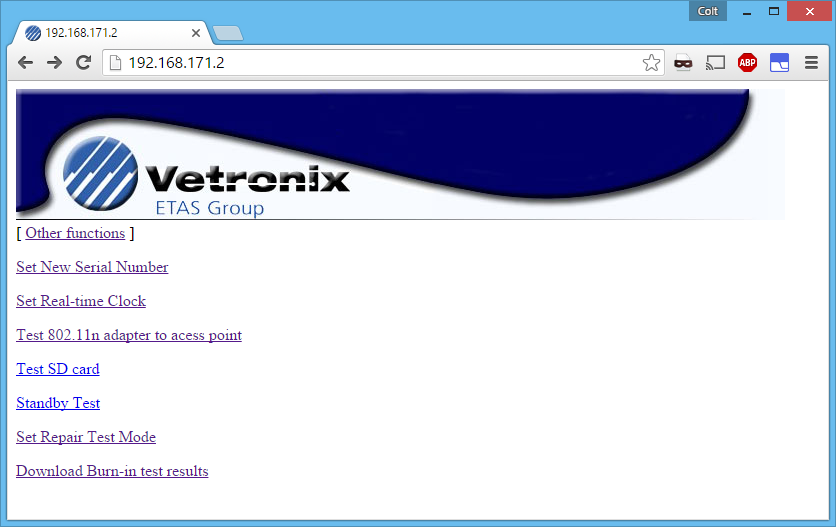 Colt
192.168.171.2
192.168.171.2
ABP
Vetronix
ETAS Group
[ Other functions ]
Set New Serial Number
Set Real-time Clock
Test 802.11n adapter to acess point
Test SD card
Standby Test
Set Repair Test Mode
Download Burn-in test results